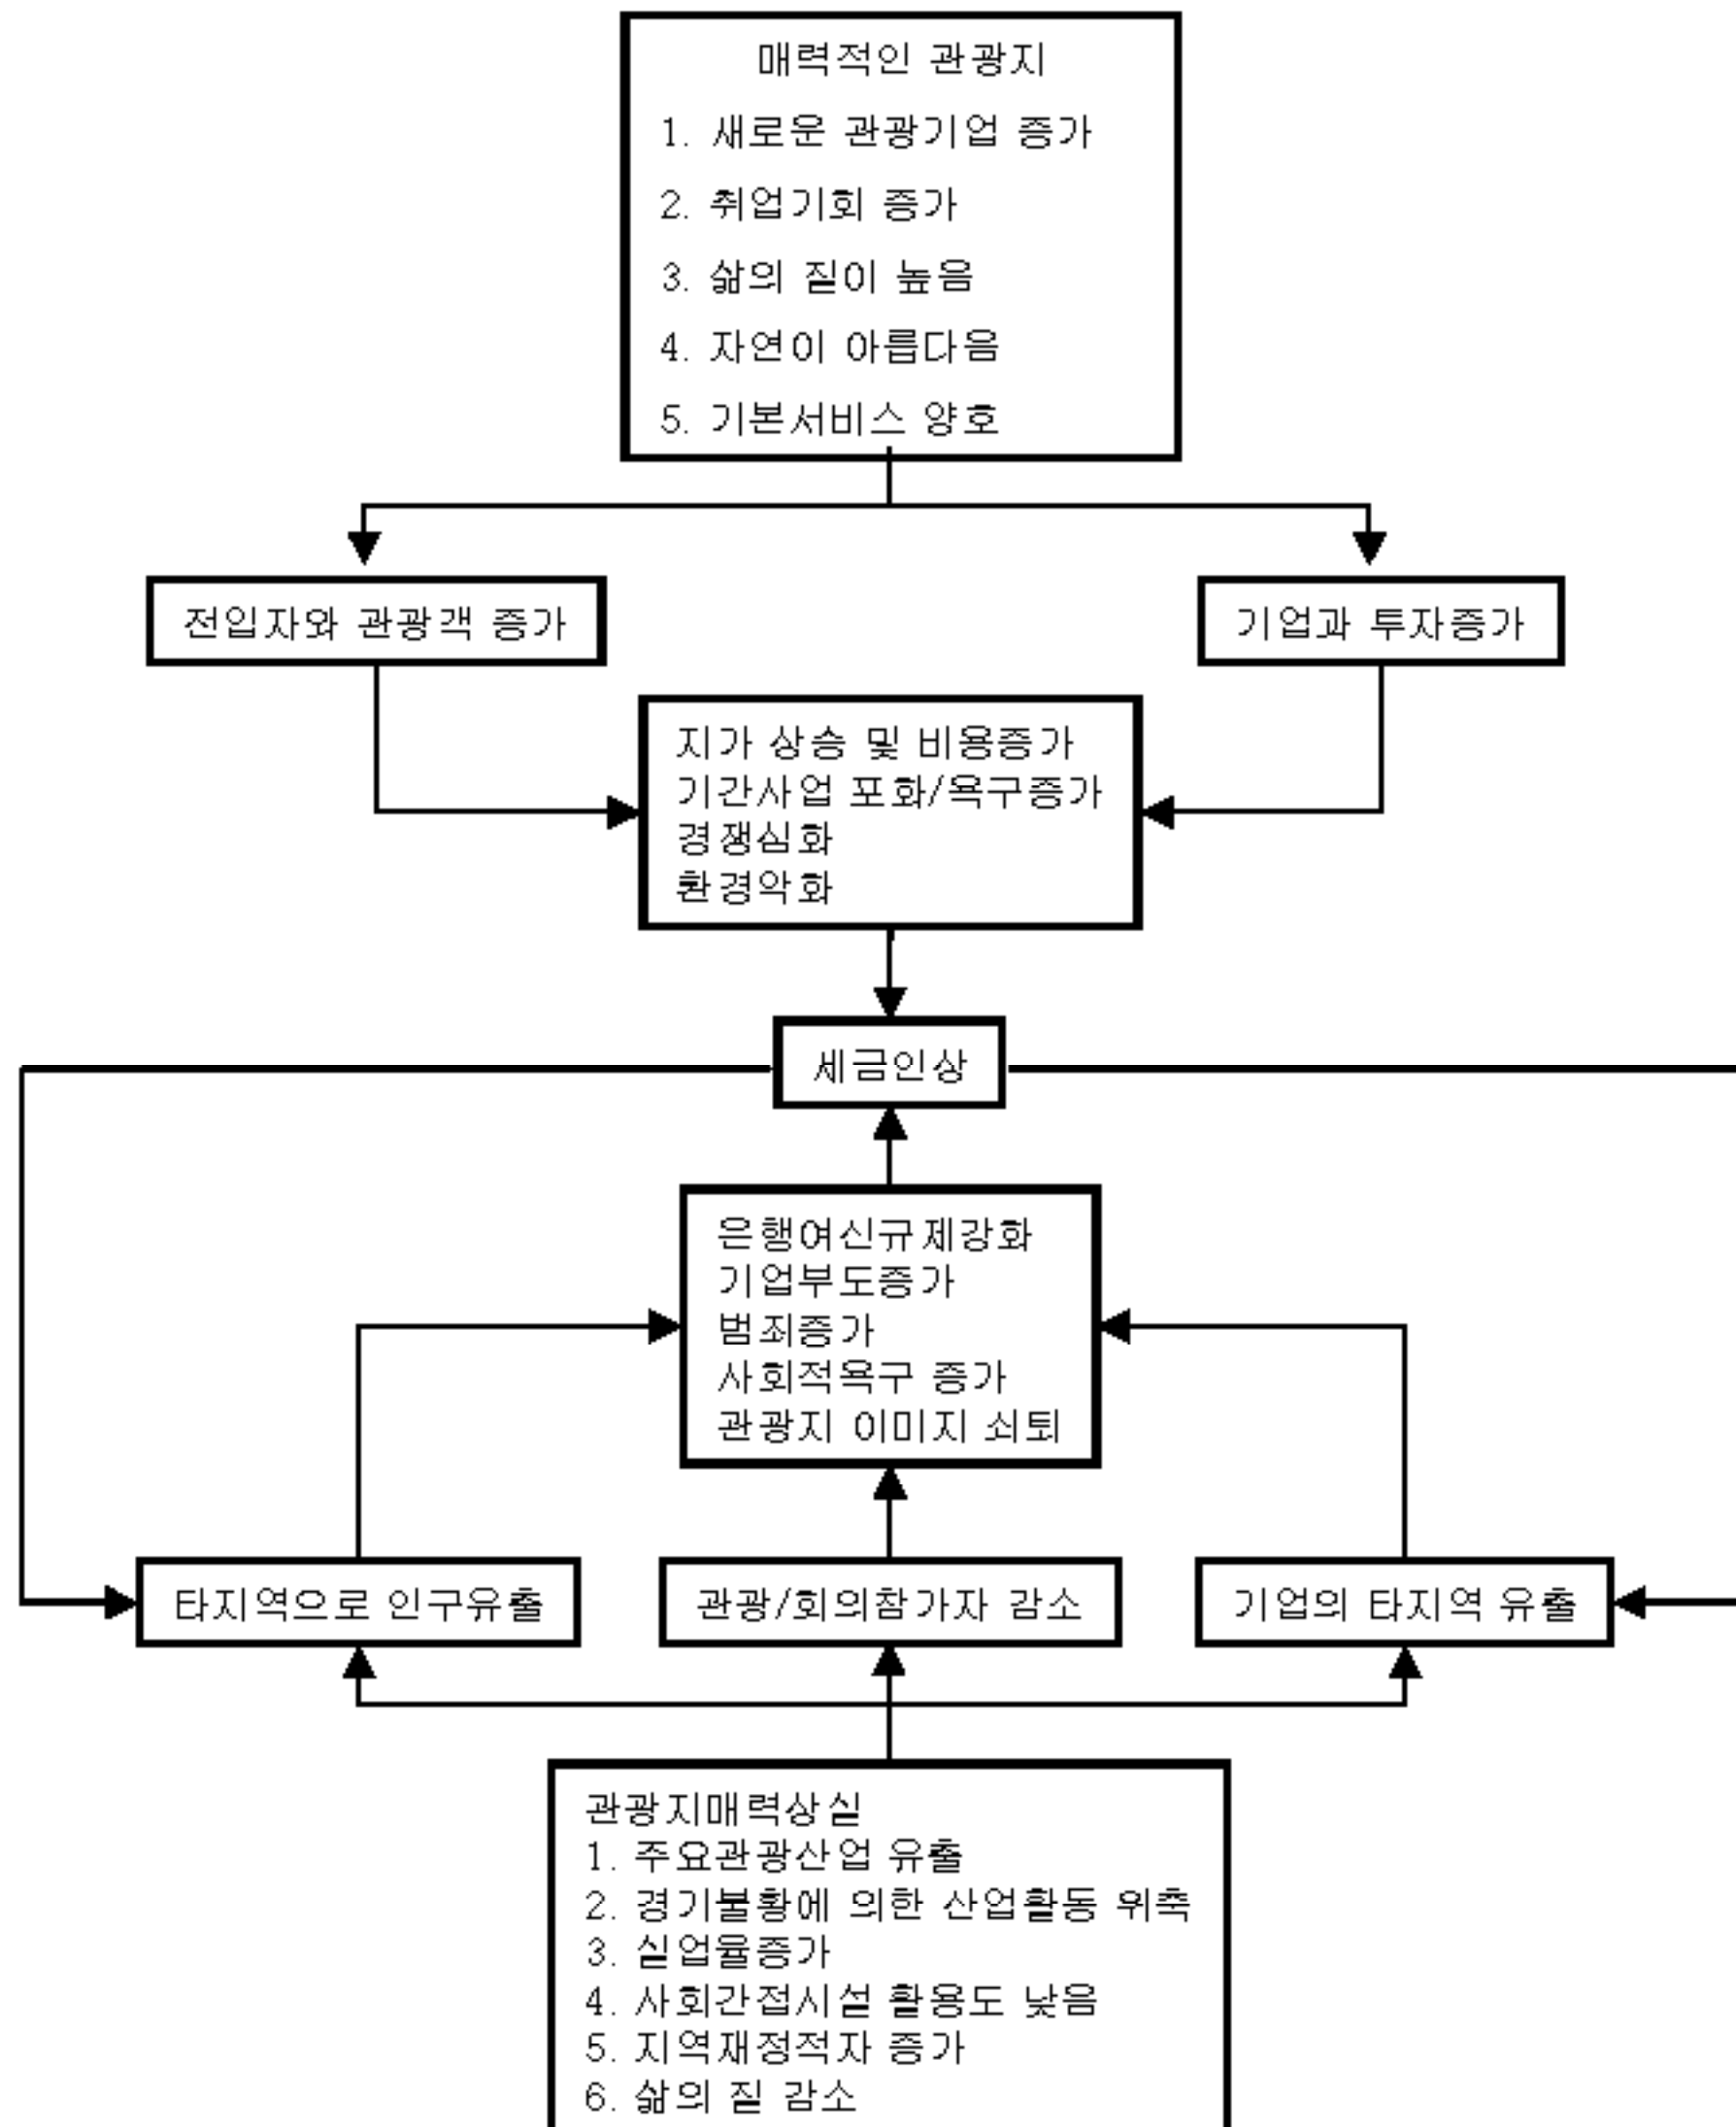 매력적인 관광지
1. 새로운 관광기업 증가
2. 취업기회 증가
3. 삶의 질이 높음
4. 자연이 아름다음
5. 기본서비스 양호
전입자와 관광객 증가
기업과 투자증가
지가 상승 및 비용증가
기간사업 포화/욕구증가
경쟁심화
환경악화
세금인상
은행여신규제강화
기업부도증가
범죄증가
사회적욕구 증가
관광지 이미지 쇠퇴
타지역으로 인구유출
관광/회의참가자 감소
기업의 타지역 유출
관광지매력상실
1. 주요관광산업 유출
2. 경기불황에 의한 산업활동 위축
3. 실업율증가
4. 사회간접시설 활용도 낮음
5. 지역재정적자 증가
6. 삶의 질 감소